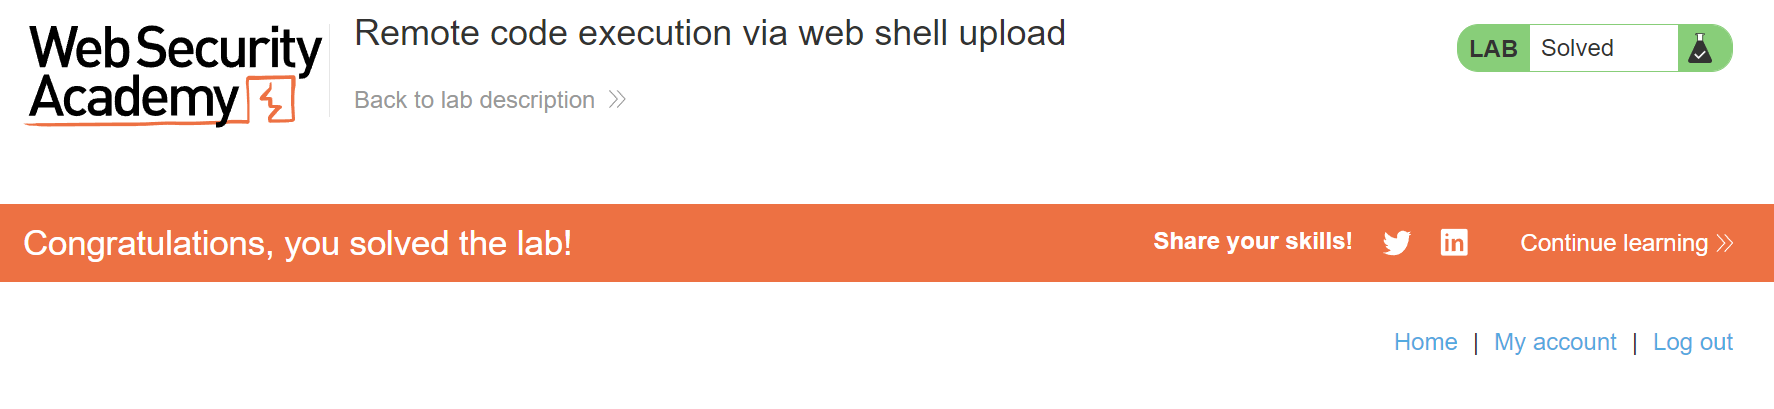 Web Security
Academy
Remote code execution via web shell upload
Back to lab description
LAB Solved
Congratulations, you solved the lab!
Share your skills!
Continue learning
Home | My account | Log out